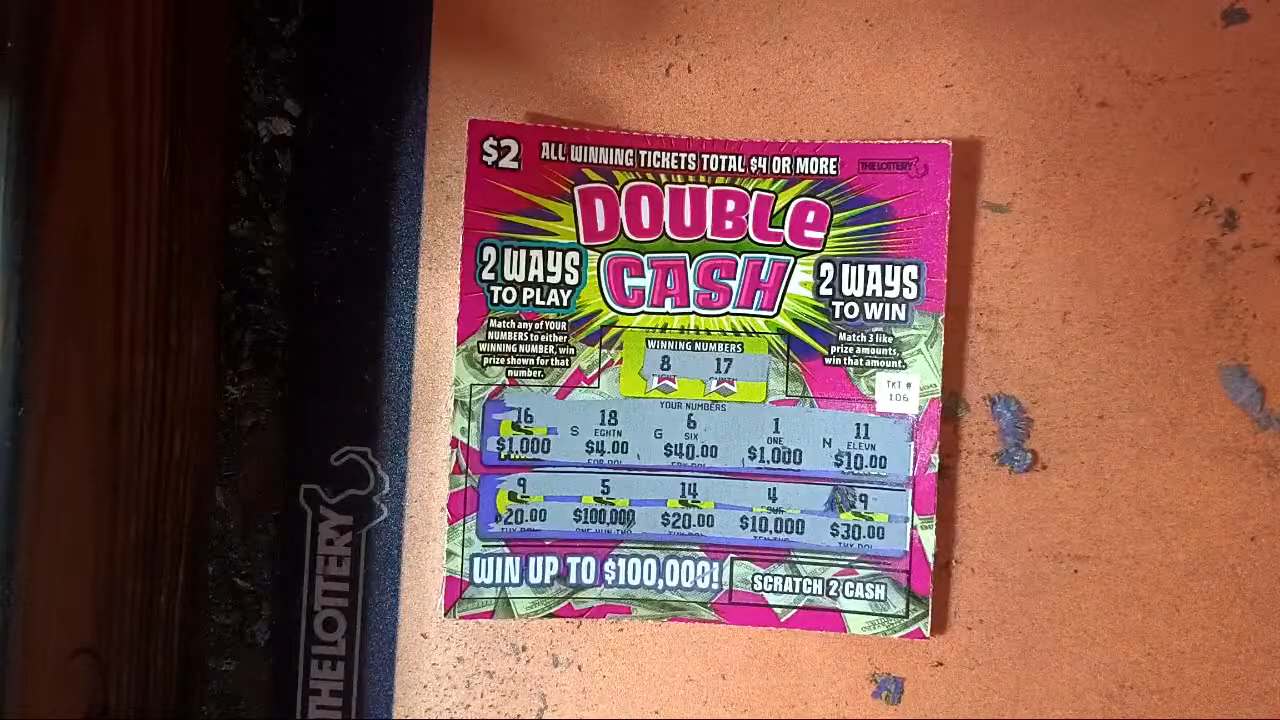 $2
ALL WINNING TICKETS TOTAL $4 OR MORE
THE LOTTERY
DOUBLE
CASH
2 WAYS
TO PLAY
Match any of YOUR
NUMBERS to either
WINNING NUMBER, win
prize shown for that
number.
2 WAYS
TO WIN
Match 3 like
prize amounts,
win that amount.
WINNING NUMBERS
8 17
TKT #
106
YOUR NUMBERS
16 18 6 1 11
EGHTN SIX ONE ELEVN
S G N
$1,000 $4.00 $40.00 $1,000 $10.00
9 5 14 4 9
$20.00 $100,000 $20.00 $10,000 $30.00
WIN UP TO $100,000!
SCRATCH 2 CASH
THE LOTTERY